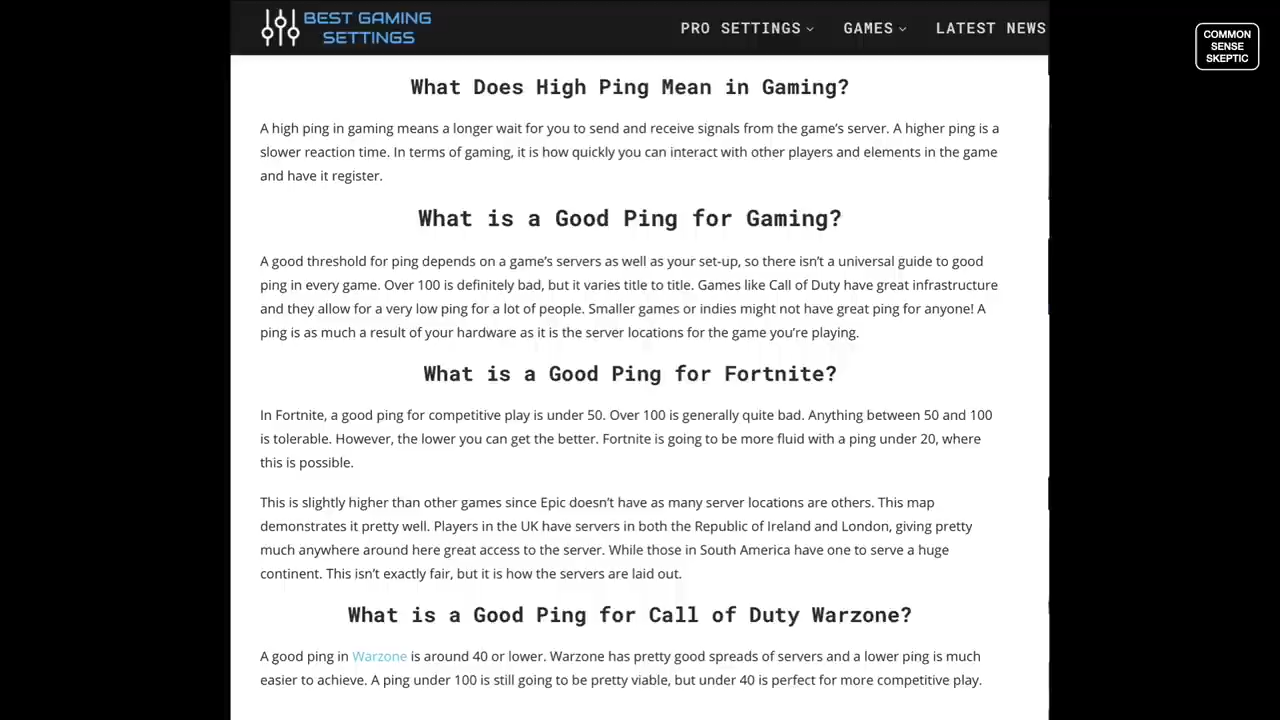 BEST GAMING
SETTINGS
PRO SETTINGS
GAMES
LATEST NEWS
COMMON
SENSE
SKEPTIC
What Does High Ping Mean in Gaming?
A high ping in gaming means a longer wait for you to send and receive signals from the game's server. A higher ping is a
slower reaction time. In terms of gaming, it is how quickly you can interact with other players and elements in the game
and have it register.
What is a Good Ping for Gaming?
A good threshold for ping depends on a game's servers as well as your set-up, so there isn't a universal guide to good
ping in every game. Over 100 is definitely bad, but it varies title to title. Games like Call of Duty have great infrastructure
and they allow for a very low ping for a lot of people. Smaller games or indies might not have great ping for anyone! A
ping is as much a result of your hardware as it is the server locations for the game you're playing.
What is a Good Ping for Fortnite?
In Fortnite, a good ping for competitive play is under 50. Over 100 is generally quite bad. Anything between 50 and 100
is tolerable. However, the lower you can get the better. Fortnite is going to be more fluid with a ping under 20, where
this is possible.
This is slightly higher than other games since Epic doesn't have as many server locations are others. This map
demonstrates it pretty well. Players in the UK have servers in both the Republic of Ireland and London, giving pretty
much anywhere around here great access to the server. While those in South America have one to serve a huge
continent. This isn't exactly fair, but it is how the servers are laid out.
What is a Good Ping for Call of Duty Warzone?
A good ping in Warzone is around 40 or lower. Warzone has pretty good spreads of servers and a lower ping is much
easier to achieve. A ping under 100 is still going to be pretty viable, but under 40 is perfect for more competitive play.